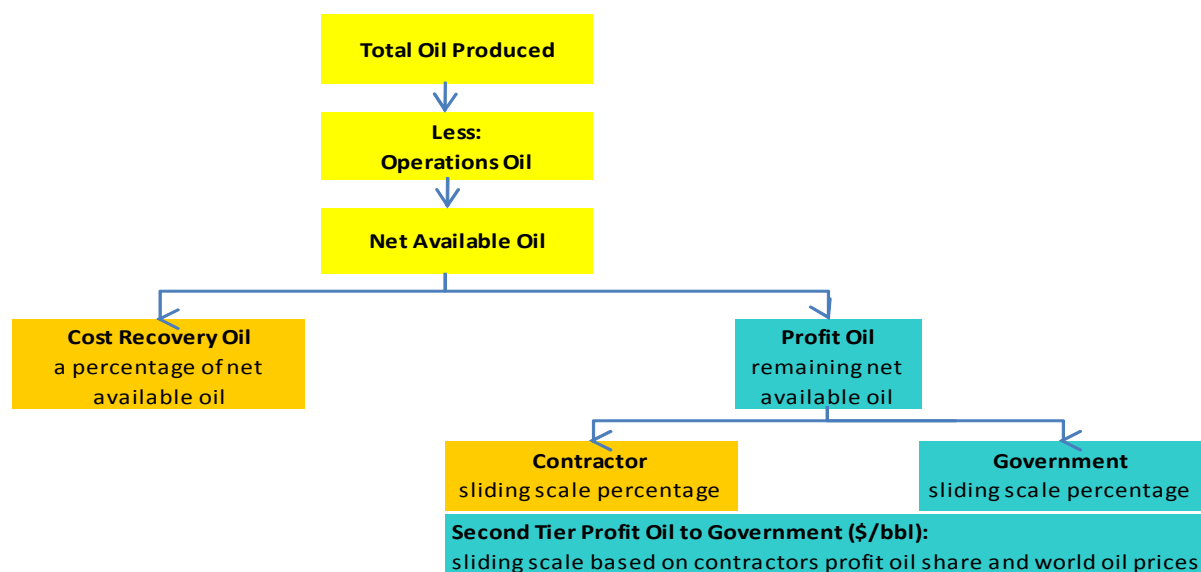 Total Oil Produced
Less:
Operations Oil
Net Available Oil
Cost Recovery Oil
a percentage of net
available oil
Profit Oil
remaining net
available oil
Contractor
sliding scale percentage
Government
sliding scale percentage
Second Tier Profit Oil to Government ($/bbl):
sliding scale based on contractors profit oil share and world oil prices